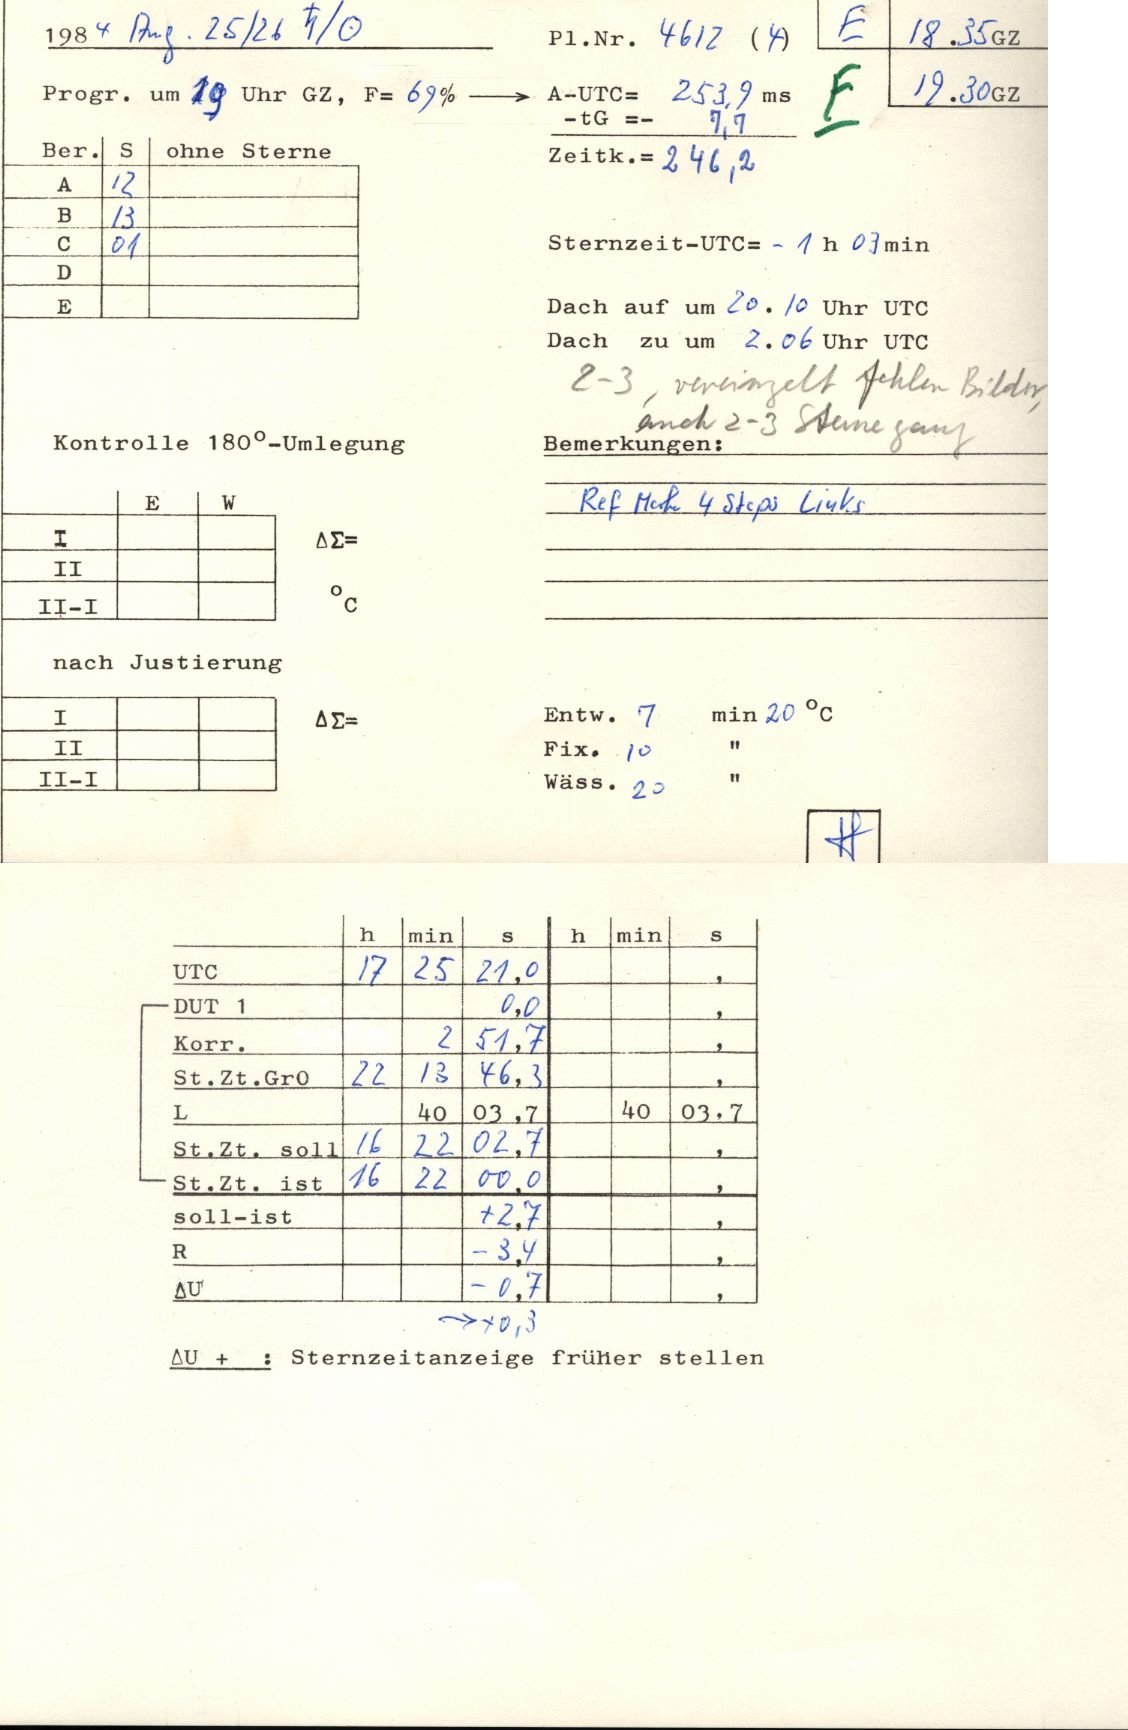 1984 Aug. 25/26 ♄/☉ Pl.Nr. 4612 (4) E 18.35GZ
Progr. um 19 Uhr GZ, F= 69% → A-UTC= 253,9 ms F 19.30GZ
-tG =- 7,7
Zeitk.= 246,2
Ber. S ohne Sterne
A 12
B 13
C 01
D
E
Sternzeit-UTC= - 1 h 03 min
Dach auf um 20.10 Uhr UTC
Dach zu um 2.06 Uhr UTC
2-3, vereinzelt fehlen Bilder,
auch 2-3 Sterne ganz
Kontrolle 180°-Umlegung
Bemerkungen:
Ref Mark 4 Steps Links
E W
I ΔΣ=
II
II-I °C
nach Justierung
I ΔΣ=
II
II-I
Entw. 7 min 20 °C
Fix. 10 "
Wäss. 20 "
h min s h min s
UTC 17 25 21,0 ,
DUT 1 0,0 ,
Korr. 2 51,7 ,
St.Zt.Gr0 22 13 46,3 ,
L 40 03,7 40 03,7
St.Zt. soll 16 22 02,7 ,
St.Zt. ist 16 22 00,0 ,
soll-ist +2,7 ,
R -3,4 ,
ΔU -0,7 ,
→ +0,3
ΔU + : Sternzeitanzeige früher stellen